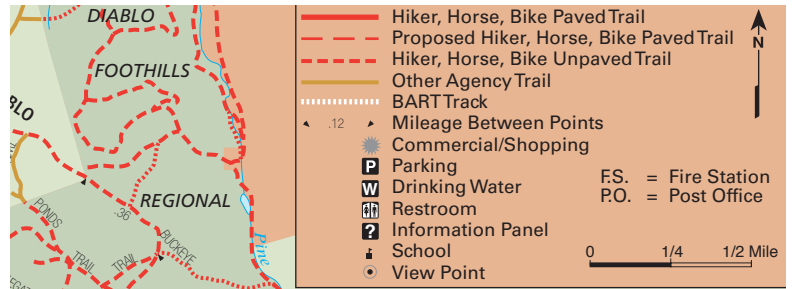 DIABLO
FOOTHILLS
BLO
.36
REGIONAL
PONDS
TRAIL
TRAIL
BUCKEYE
Pine
Hiker, Horse, Bike Paved Trail
Proposed Hiker, Horse, Bike Paved Trail
Hiker, Horse, Bike Unpaved Trail
Other Agency Trail
BART Track
.12 Mileage Between Points
Commercial/Shopping
P Parking
W Drinking Water
Restroom
? Information Panel
School
View Point
N
F.S. = Fire Station
P.O. = Post Office
0 1/4 1/2 Mile